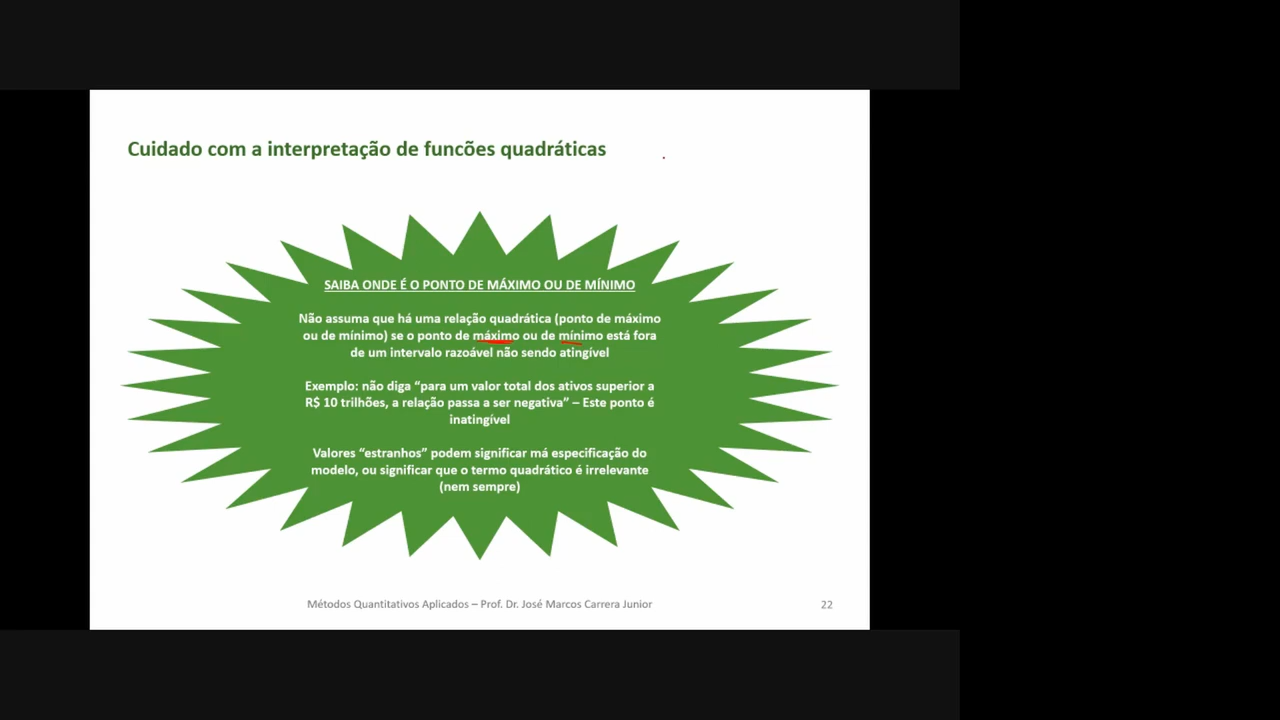 Cuidado com a interpretação de funcões quadráticas
SAIBA ONDE É O PONTO DE MÁXIMO OU DE MÍNIMO
Não assuma que há uma relação quadrática (ponto de máximo
ou de mínimo) se o ponto de máximo ou de mínimo está fora
de um intervalo razoável não sendo atingível
Exemplo: não diga “para um valor total dos ativos superior a
R$ 10 trilhões, a relação passa a ser negativa” – Este ponto é
inatingível
Valores “estranhos” podem significar má especificação do
modelo, ou significar que o termo quadrático é irrelevante
(nem sempre)
Métodos Quantitativos Aplicados – Prof. Dr. José Marcos Carrera Junior
22